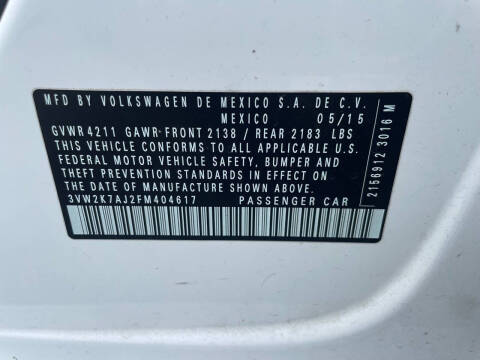 MFD BY VOLKSWAGEN DE MEXICO S.A. DE C.V.
MEXICO 05/15
GVWR 4211 GAWR-FRONT 2138 / REAR 2183 LBS
THIS VEHICLE CONFORMS TO ALL APPLICABLE U.S.
FEDERAL MOTOR VEHICLE SAFETY, BUMPER AND
THEFT PREVENTION STANDARDS IN EFFECT ON
THE DATE OF MANUFACTURE SHOWN ABOVE.
3VW2K7AJ2FM404617 PASSENGER CAR
2156912 3016 M